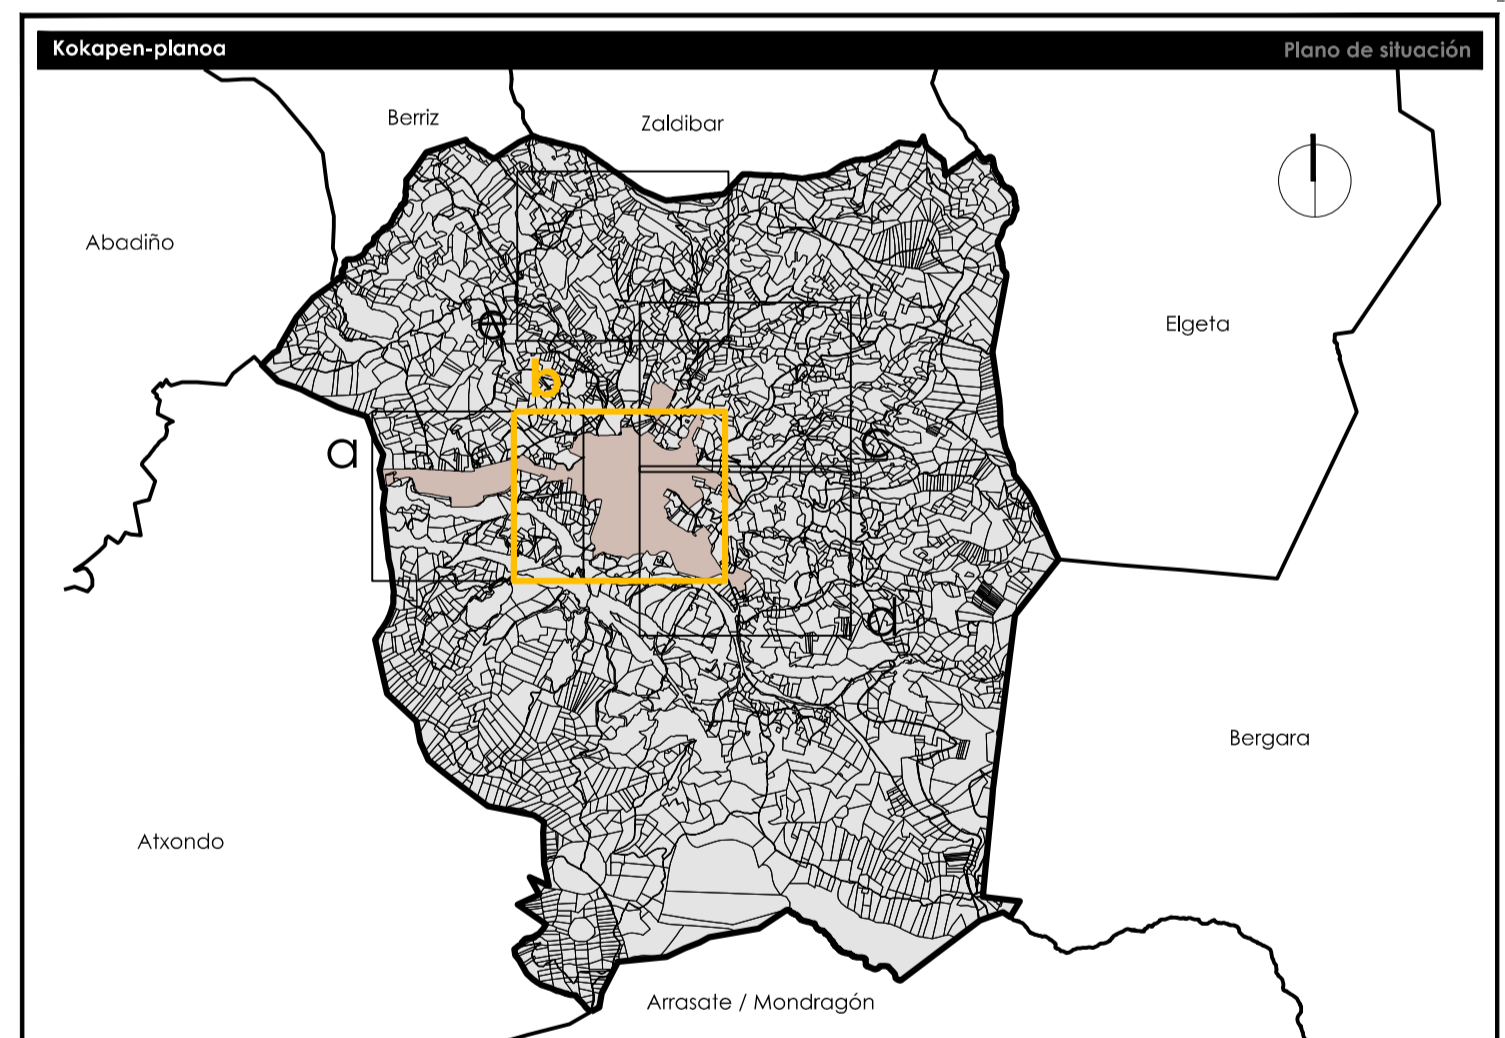 Kokapen-planoa
Plano de situación
Berriz
Zaldibar
Abadiño
Elgeta
e
b
a
c
d
Bergara
Atxondo
Arrasate / Mondragón